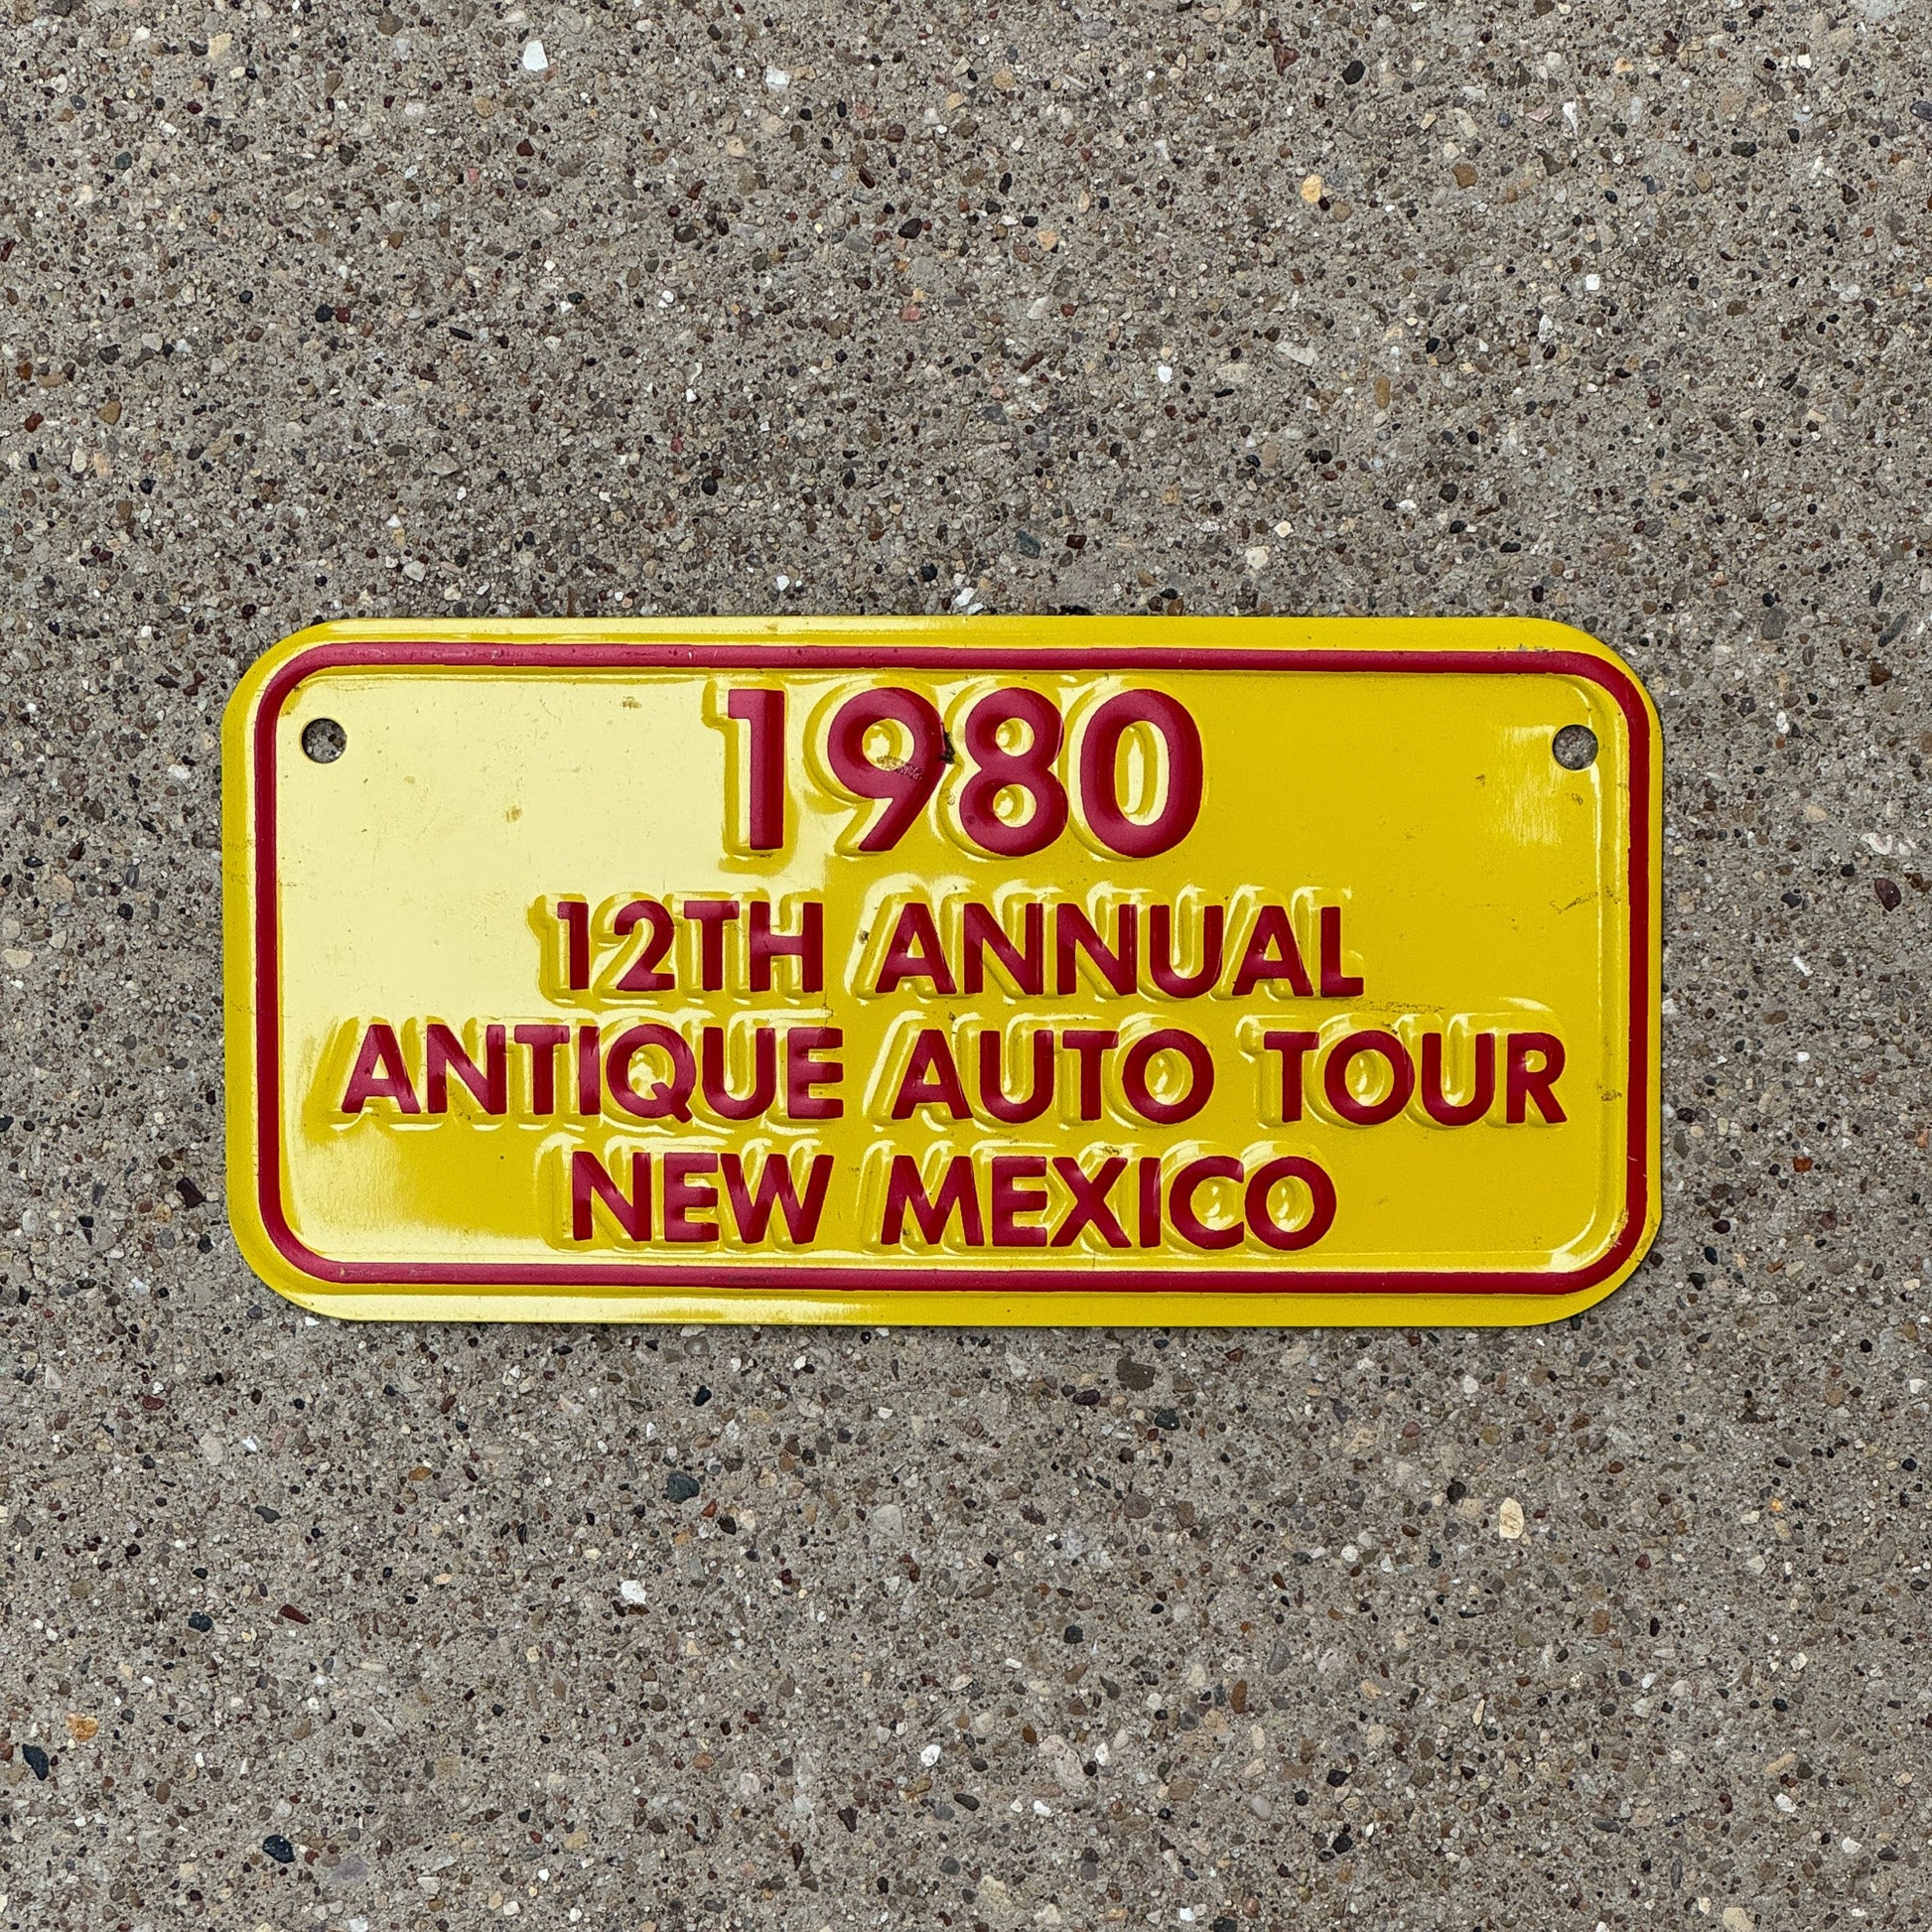 1980
12TH ANNUAL
ANTIQUE AUTO TOUR
NEW MEXICO